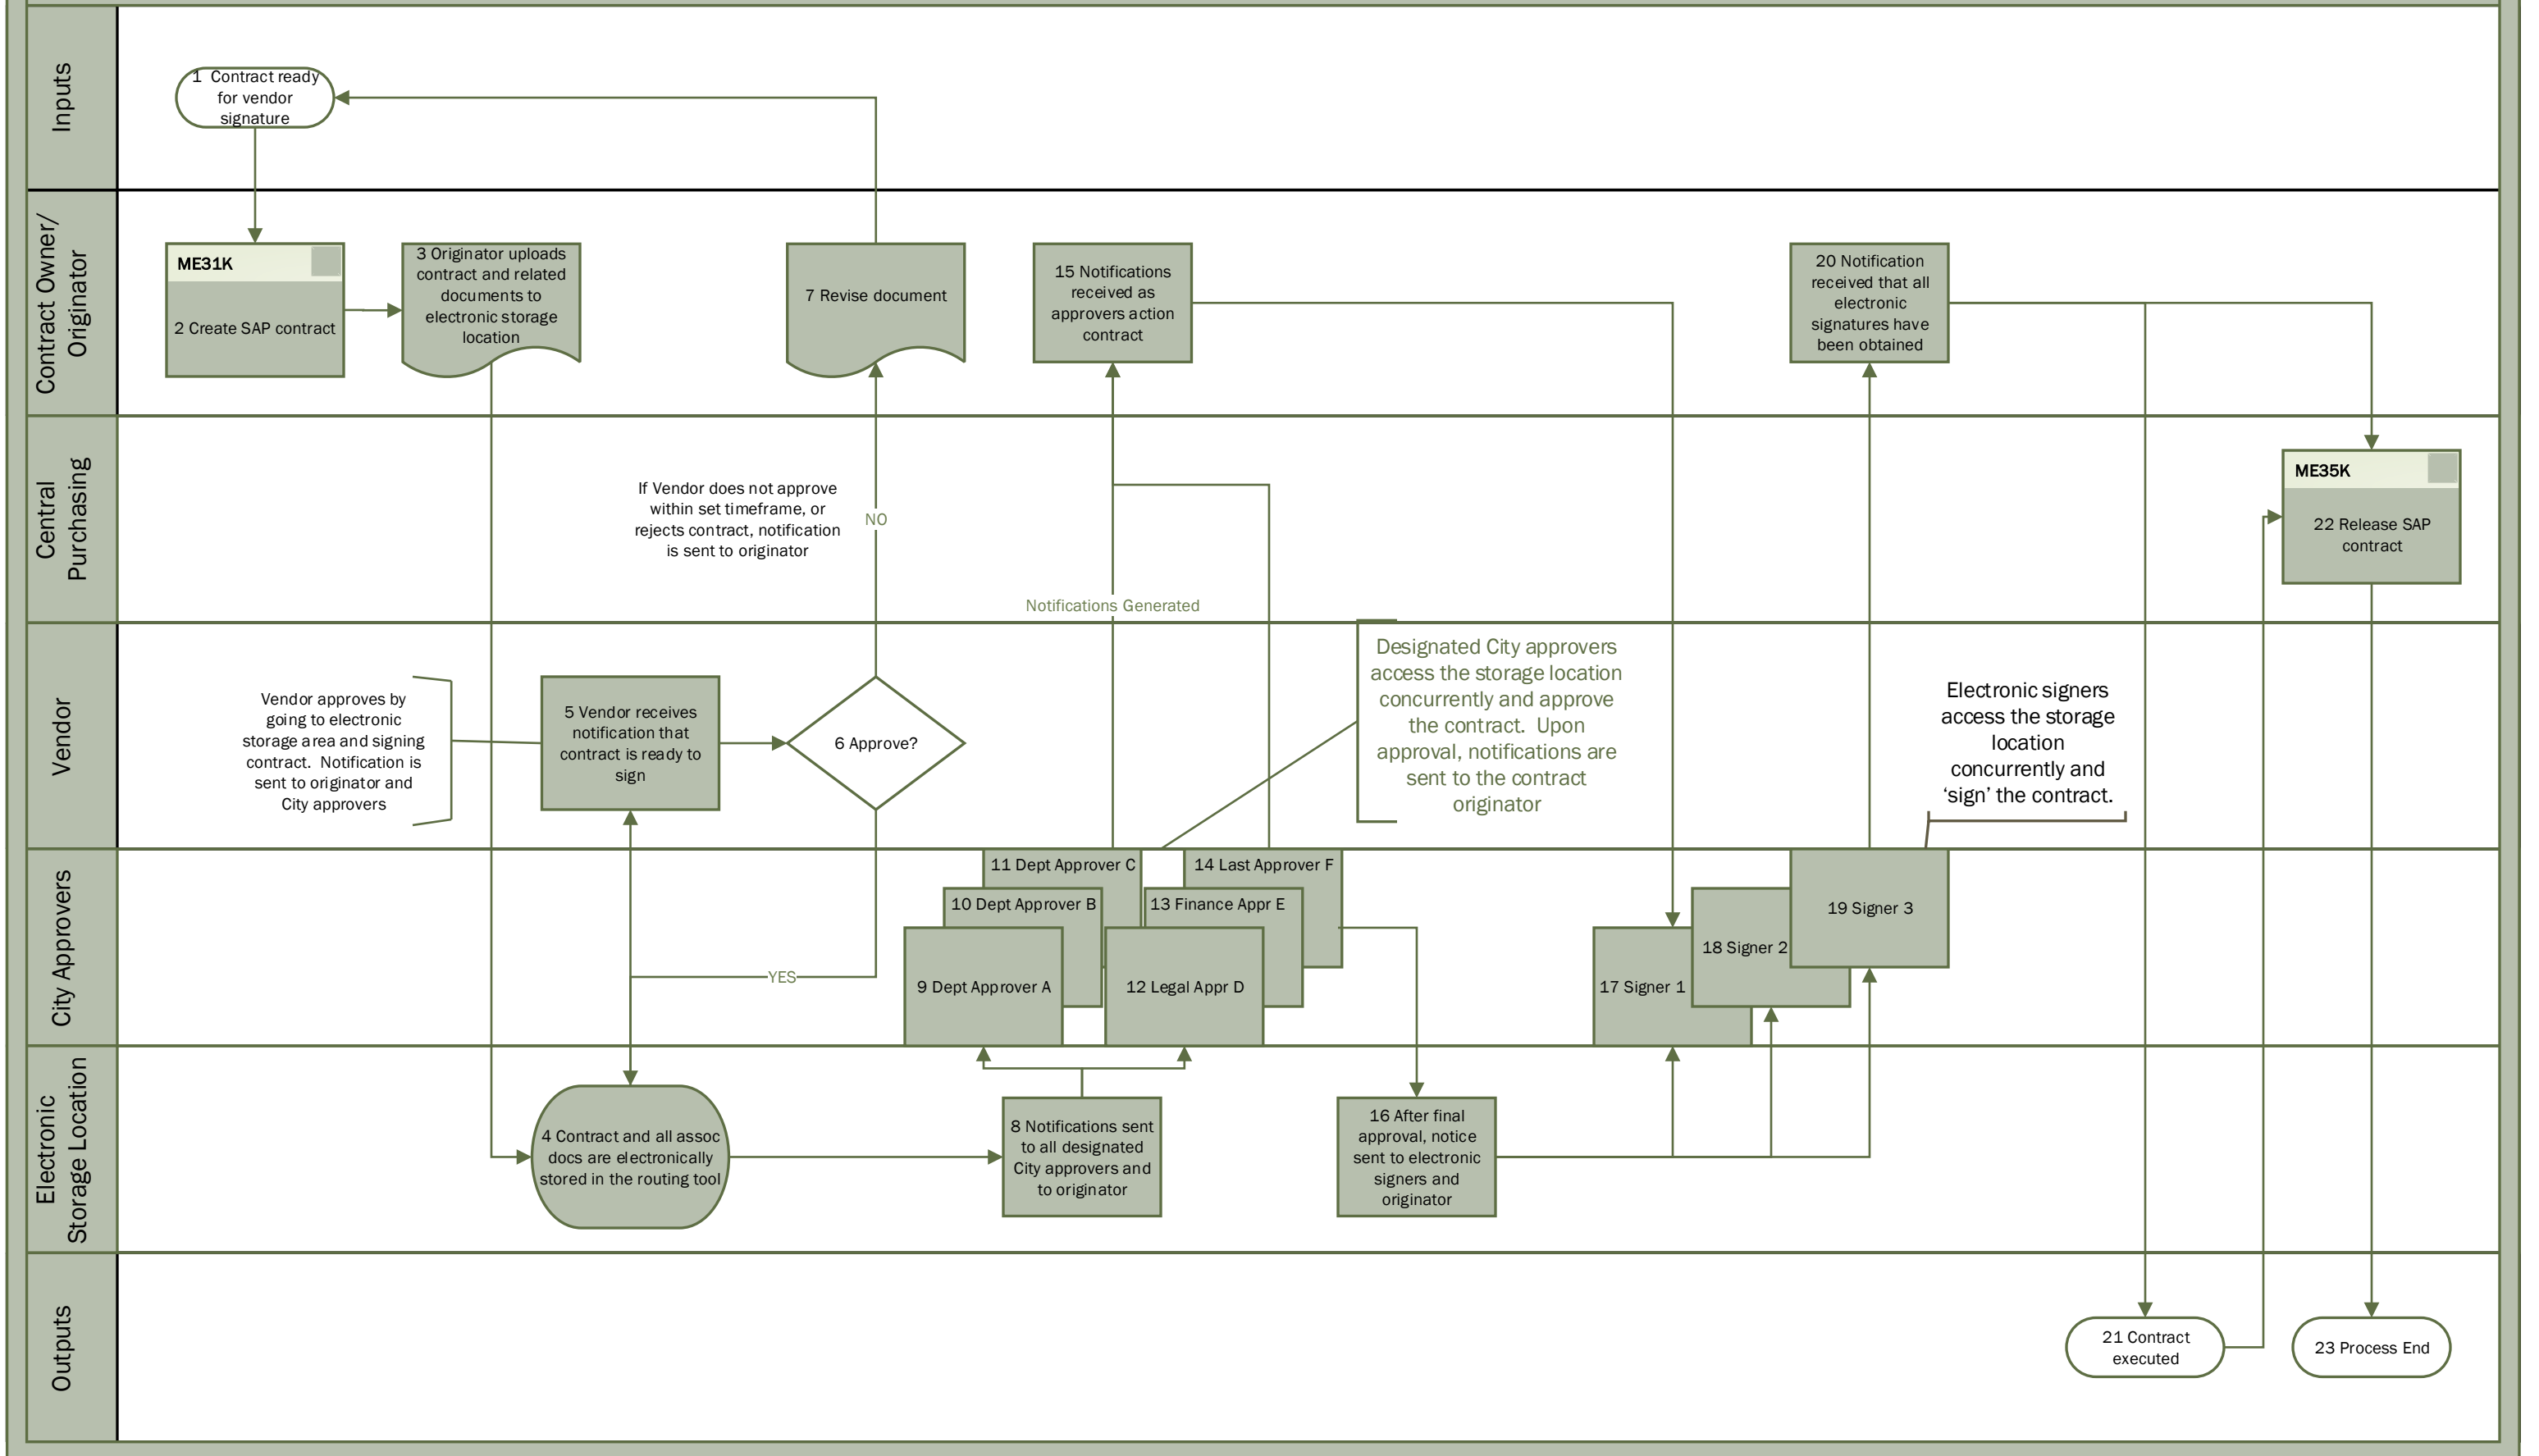 Inputs
1  Contract ready
for vendor
signature
Contract Owner/
Originator
ME31K
2 Create SAP contract
3 Originator uploads
contract and related
documents to
electronic storage
location
7 Revise document
15 Notifications
received as
approvers action
contract
20 Notification
received that all
electronic
signatures have
been obtained
Central
Purchasing
If Vendor does not approve
within set timeframe, or
rejects contract, notification
is sent to originator
NO
Notifications Generated
ME35K
22 Release SAP
contract
Vendor
Vendor approves by
going to electronic
storage area and signing
contract.  Notification is
sent to originator and
City approvers
5 Vendor receives
notification that
contract is ready to
sign
6 Approve?
Designated City approvers
access the storage location
concurrently and approve
the contract.  Upon
approval, notifications are
sent to the contract
originator
Electronic signers
access the storage
location
concurrently and
‘sign’ the contract.
City Approvers
YES
11 Dept Approver C
10 Dept Approver B
9 Dept Approver A
14 Last Approver F
13 Finance Appr E
12 Legal Appr D
17 Signer 1
18 Signer 2
19 Signer 3
Electronic
Storage Location
4 Contract and all assoc
docs are electronically
stored in the routing tool
8 Notifications sent
to all designated
City approvers and
to originator
16 After final
approval, notice
sent to electronic
signers and
originator
Outputs
21 Contract
executed
23 Process End